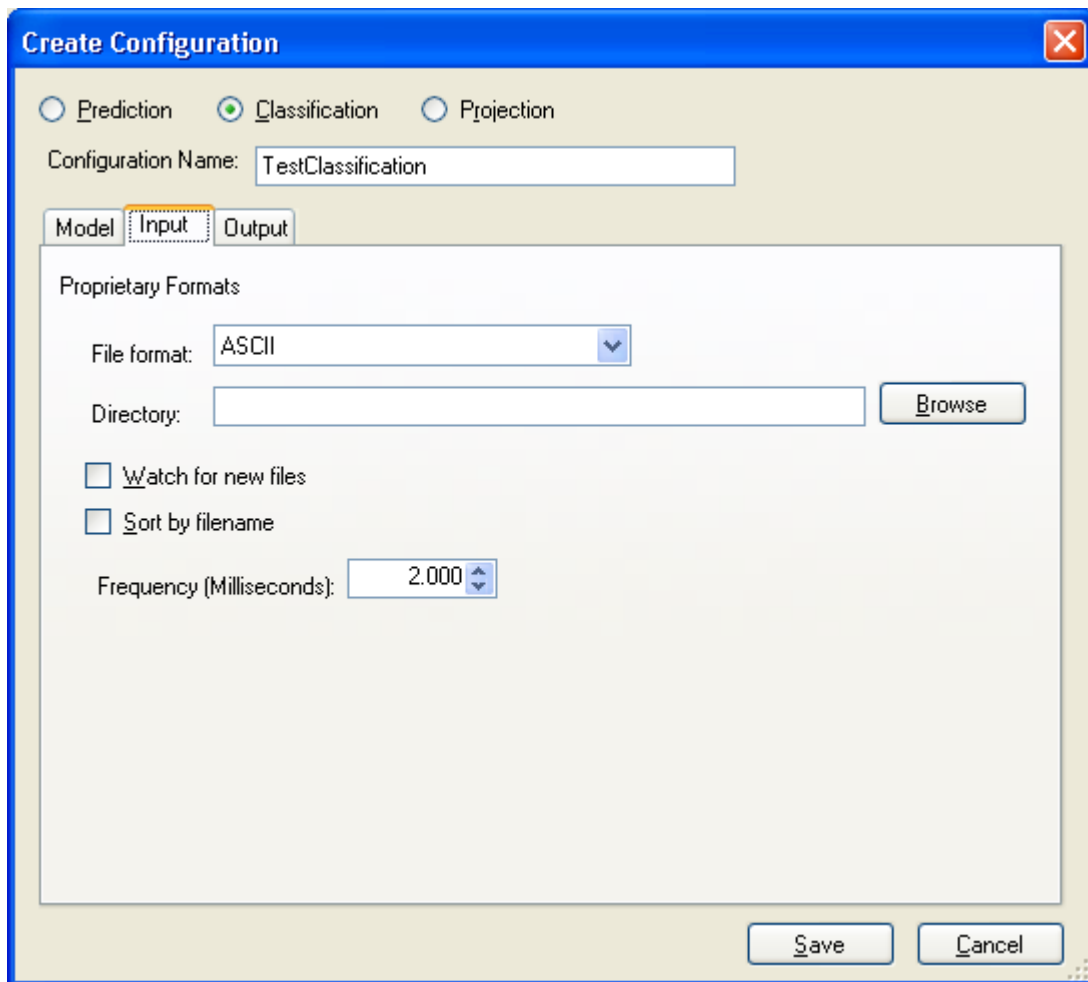 Create Configuration
Prediction Classification Projection
Configuration Name: TestClassification
Model Input Output
Proprietary Formats
File format: ASCII
Directory: Browse
Watch for new files
Sort by filename
Frequency (Milliseconds): 2.000
Save Cancel